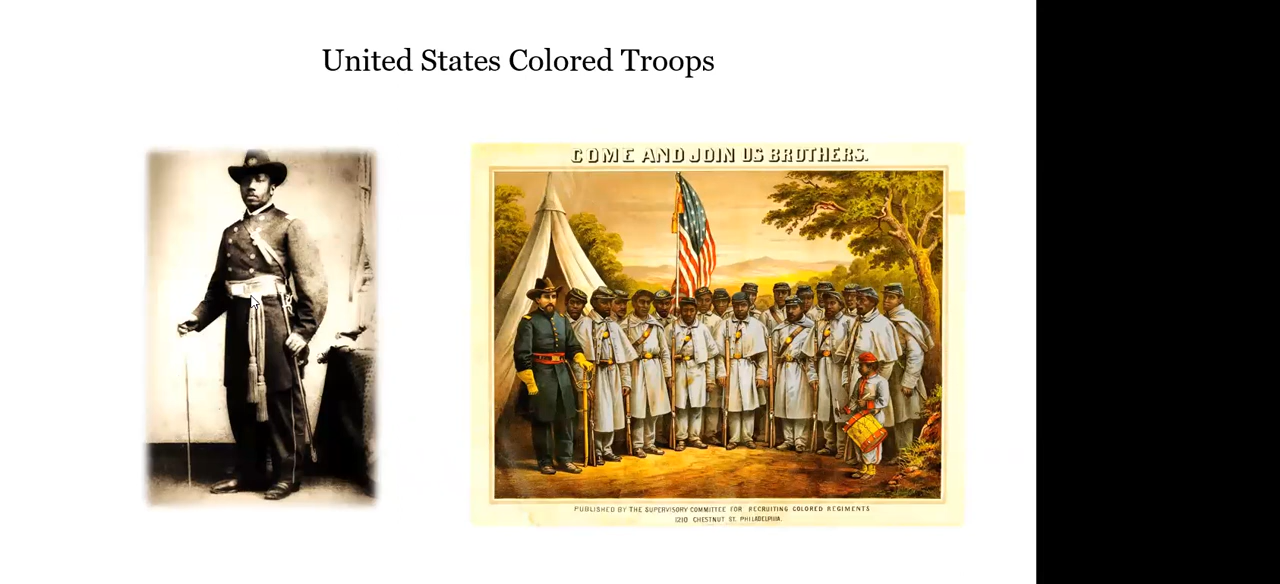 United States Colored Troops
COME AND JOIN US BROTHERS.
PUBLISHED BY THE SUPERVISORY COMMITTEE FOR RECRUITING COLORED REGIMENTS
1210 CHESTNUT ST. PHILADELPHIA.